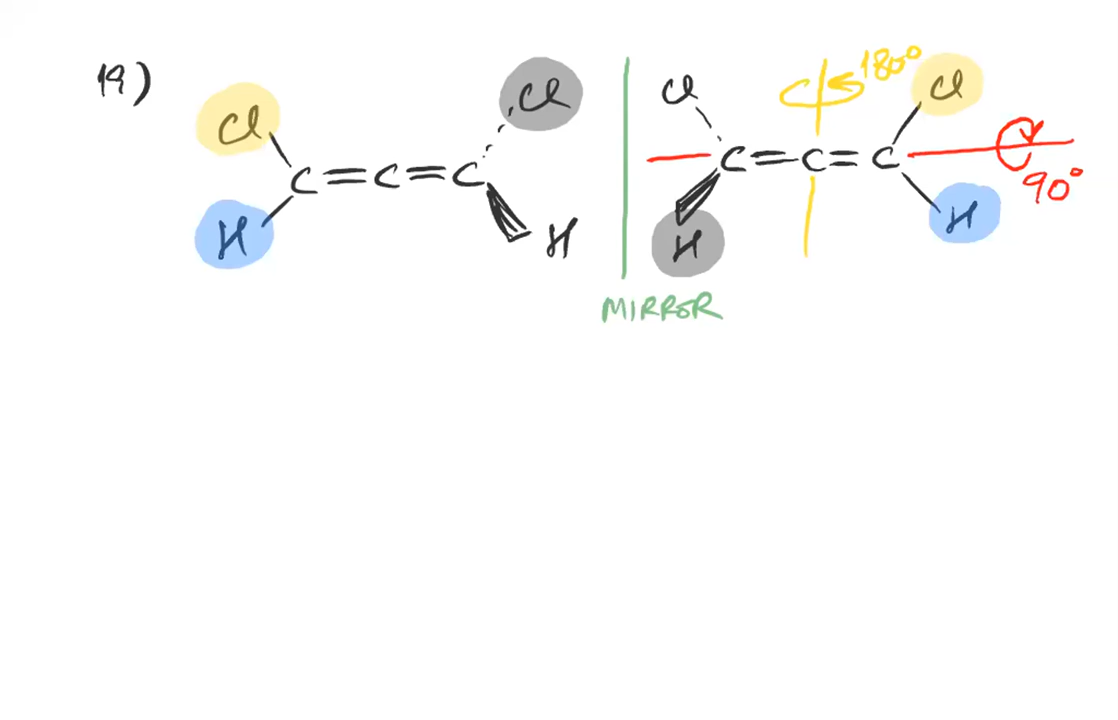 19)
Cl Cl
C=C=C
H H
MIRROR
Cl 180° Cl
C=C=C
90°
H H